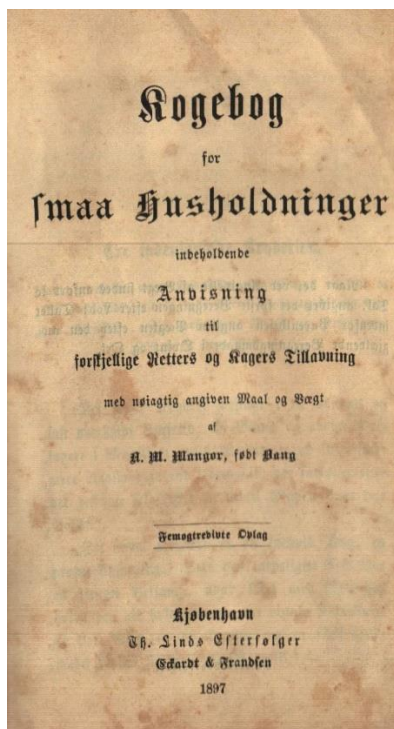 Kogebog
for
smaa Husholdninger
indeholdende
Anvisning
til
forskjellige Retters og Kagers Tillavning
med nøiagtig angiven Maal og Vægt
af
A. M. Mangor, født Bang
Femogtredivte Oplag
Kjøbenhavn
Th. Linds Efterfølger
Eckardt & Frandsen
1897